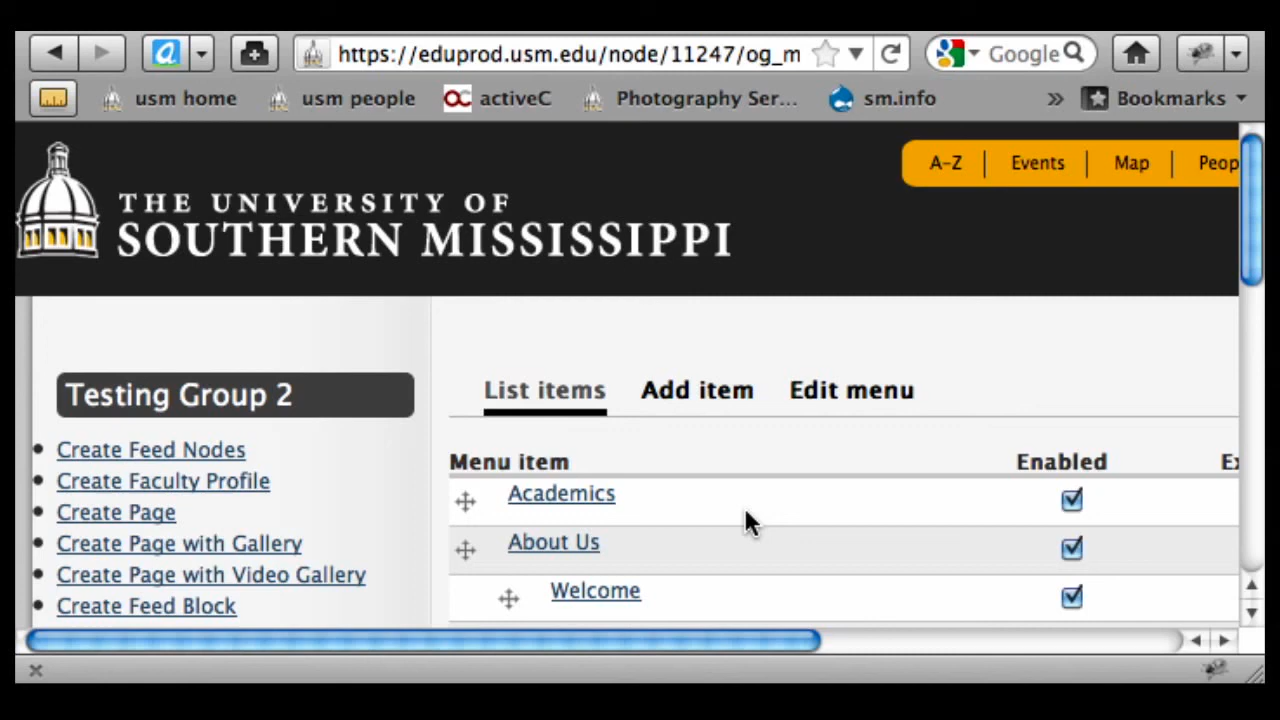 https://eduprod.usm.edu/node/11247/og_m
Google
usm home usm people activeC Photography Ser... sm.info » Bookmarks
A-Z | Events | Map | Peop
THE UNIVERSITY OF
SOUTHERN MISSISSIPPI
Testing Group 2
List items Add item Edit menu
Create Feed Nodes
Menu item Enabled Ex
Create Faculty Profile
Academics
Create Page
Create Page with Gallery
About Us
Create Page with Video Gallery
Welcome
Create Feed Block